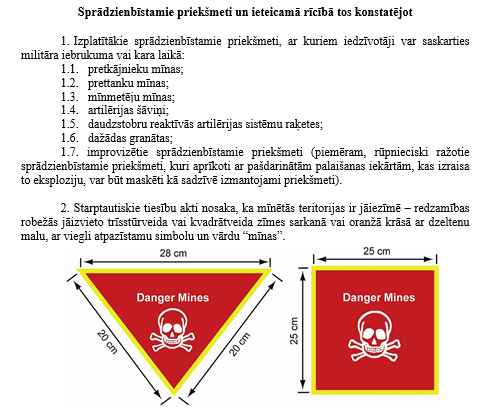 Sprādzienbīstamie priekšmeti un ieteicamā rīcībā tos konstatējot
1. Izplatītākie sprādzienbīstamie priekšmeti, ar kuriem iedzīvotāji var saskarties
militāra iebrukuma vai kara laikā:
1.1. pretkājnieku mīnas;
1.2. prettanku mīnas;
1.3. mīnmetēju mīnas;
1.4. artilērijas šāviņi;
1.5. daudzstobru reaktīvās artilērijas sistēmu raķetes;
1.6. dažādas granātas;
1.7. improvizētie sprādzienbīstamie priekšmeti (piemēram, rūpnieciski ražotie
sprādzienbīstamie priekšmeti, kuri aprīkoti ar pašdarinātām palaišanas iekārtām, kas izraisa
to eksploziju, var būt maskēti kā sadzīvē izmantojami priekšmeti).
2. Starptautiskie tiesību akti nosaka, ka mīnētās teritorijas ir jāiezīmē – redzamības
robežās jāizvieto trīsstūrveida vai kvadrātveida zīmes sarkanā vai oranžā krāsā ar dzeltenu
malu, ar viegli atpazīstamu simbolu un vārdu “mīnas”.
28 cm
Danger Mines
20 cm
20 cm
25 cm
25 cm
Danger Mines